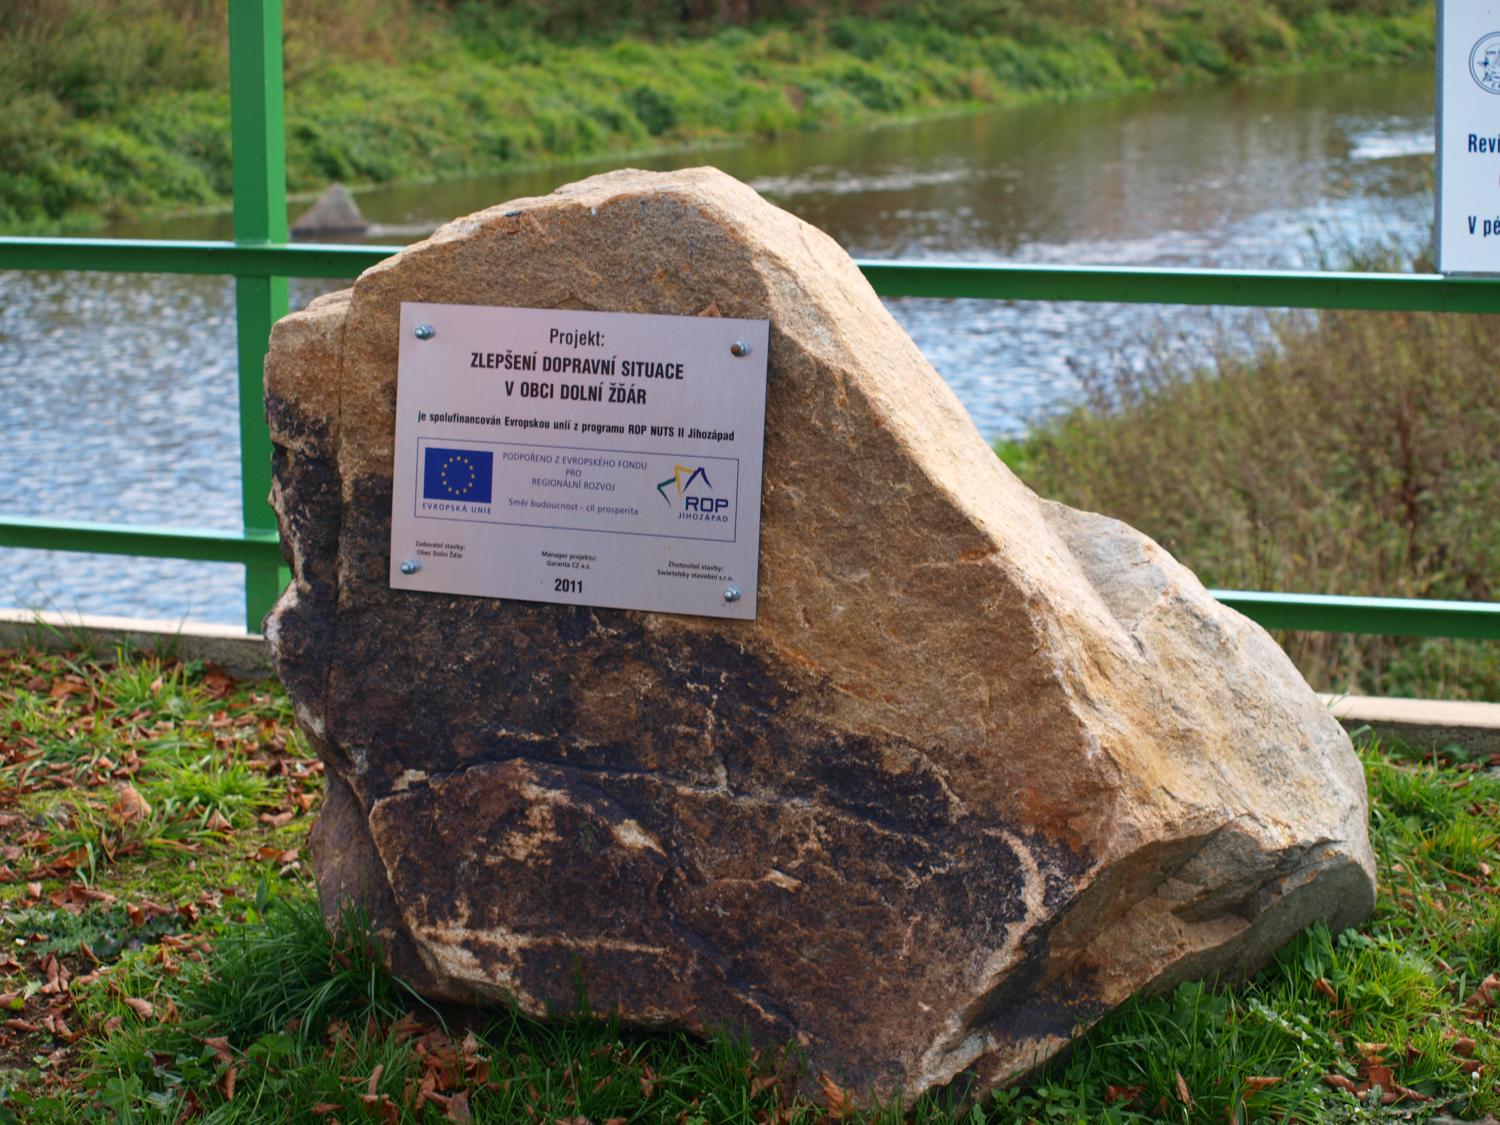 Projekt:
ZLEPŠENÍ DOPRAVNÍ SITUACE
V OBCI DOLNÍ ŽĎÁR
je spolufinancován Evropskou unií z programu ROP NUTS II Jihozápad
PODPOŘENO Z EVROPSKÉHO FONDU
PRO
REGIONÁLNÍ ROZVOJ
Směr budoucnost - cíl prosperita
EVROPSKÁ UNIE
ROP
JIHOZÁPAD
Zadavatel stavby:
Obec Dolní Žďár
Manager projektu:
Garanta CZ a.s.
Zhotovitel stavby:
Swietelsky stavební s.r.o.
2011
Revi
V pé